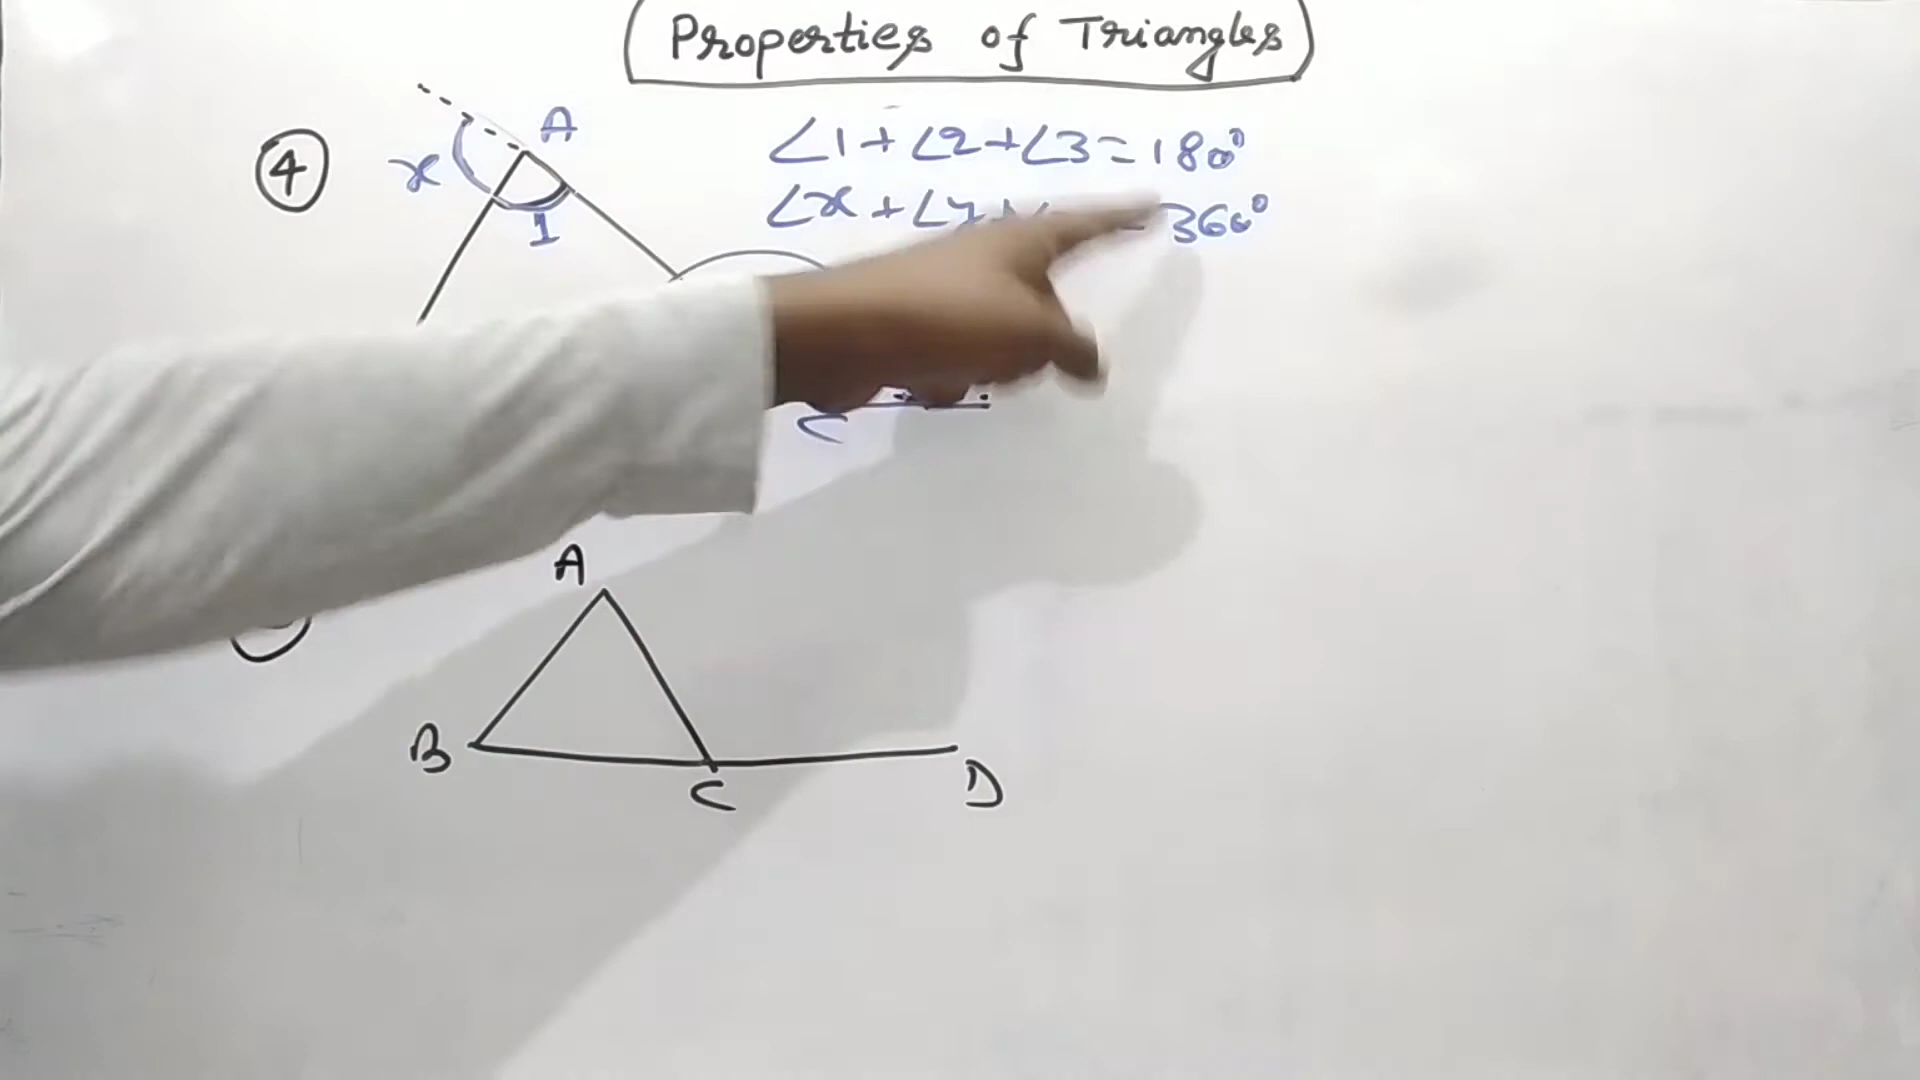 Properties of Triangles
4
A
x
1
∠1+∠2+∠3=180°
∠x+∠y+ =360°
C
A
B
C
D